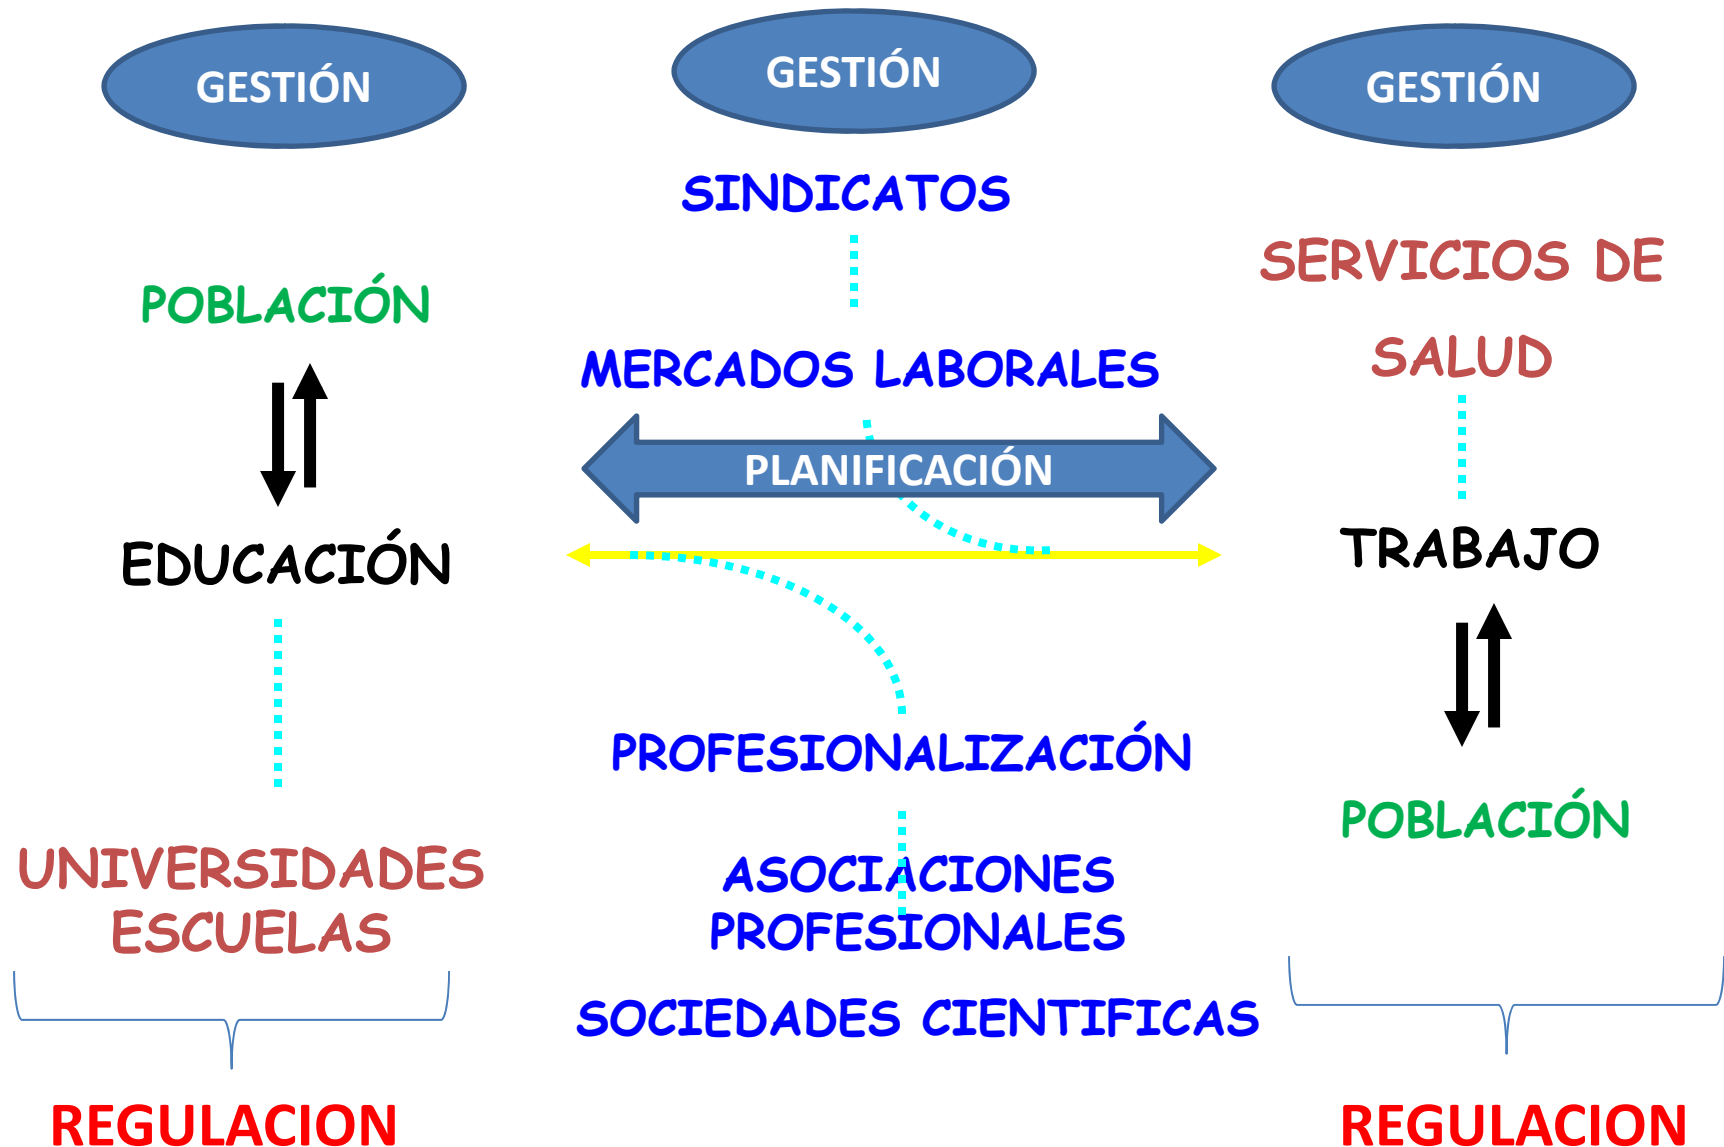 GESTIÓN
GESTIÓN
GESTIÓN
POBLACIÓN
EDUCACIÓN
UNIVERSIDADES
ESCUELAS
REGULACION
SINDICATOS
MERCADOS LABORALES
PLANIFICACIÓN
PROFESIONALIZACIÓN
ASOCIACIONES
PROFESIONALES
SOCIEDADES CIENTIFICAS
SERVICIOS DE
SALUD
TRABAJO
POBLACIÓN
REGULACION